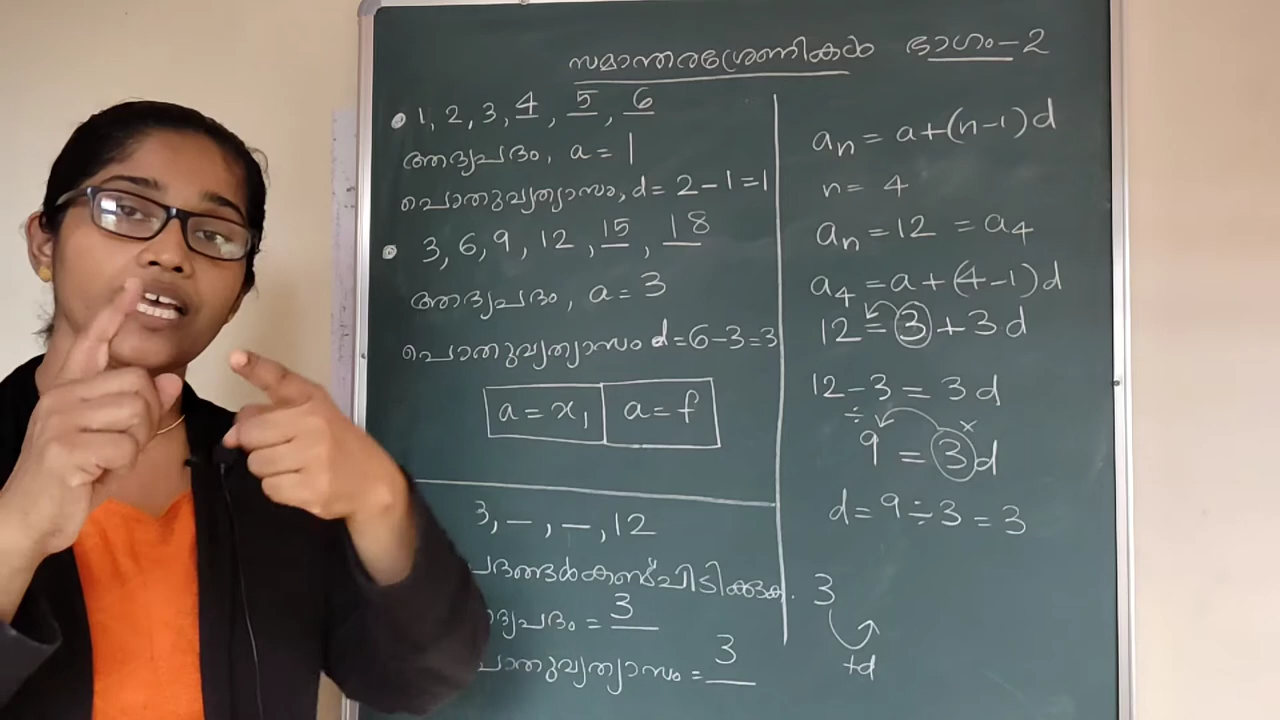 സമാന്തരശ്രേണികൾ ഭാഗം-2
1, 2, 3, 4, 5, 6
ആദ്യപദം, a = 1
പൊതുവ്യത്യാസം, d = 2 - 1 = 1
3, 6, 9, 12, 15, 18
ആദ്യപദം, a = 3
പൊതുവ്യത്യാസം d = 6 - 3 = 3
a = x, a = f
3, –, –, 12
പദങ്ങൾ കണ്ടുപിടിക്കുക.
ദ്യപദം = 3
പൊതുവ്യത്യാസം = 3
aₙ = a + (n - 1) d
n = 4
aₙ = 12 = a₄
a₄ = a + (4 - 1) d
12 = 3 + 3d
12 - 3 = 3d
÷ ×
9 = 3d
d = 9 ÷ 3 = 3
3
+d